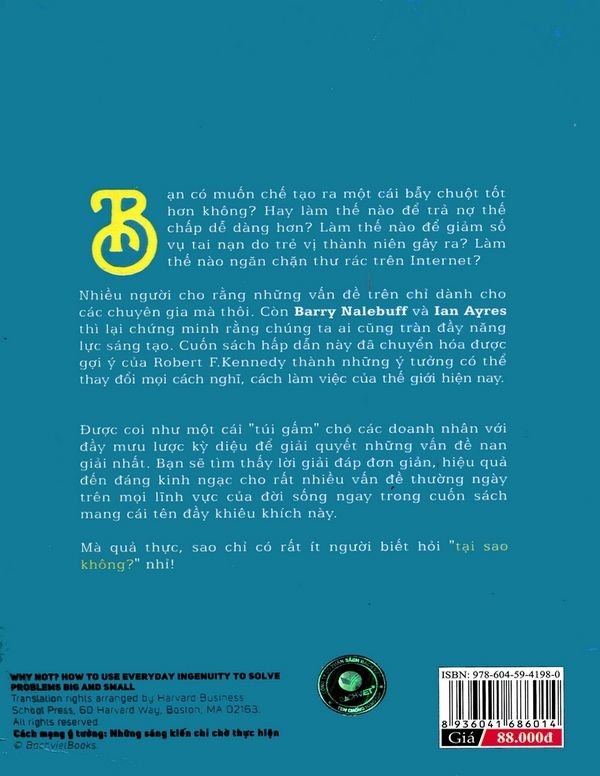 Bạn có muốn chế tạo ra một cái bẫy chuột tốt
hơn không? Hay làm thế nào để trả nợ thế
chấp dễ dàng hơn? Làm thế nào để giảm số
vụ tai nạn do trẻ vị thành niên gây ra? Làm
thế nào ngăn chặn thư rác trên Internet?
Nhiều người cho rằng những vấn đề trên chỉ dành cho
các chuyên gia mà thôi. Còn Barry Nalebuff và Ian Ayres
thì lại chứng minh rằng chúng ta ai cũng tràn đầy năng
lực sáng tạo. Cuốn sách hấp dẫn này đã chuyển hóa được
gợi ý của Robert F.Kennedy thành những ý tưởng có thể
thay đổi mọi cách nghĩ, cách làm việc của thế giới hiện nay.
Được coi như một cái "túi gấm" cho các doanh nhân với
đầy mưu lược kỳ diệu để giải quyết những vấn đề nan
giải nhất. Bạn sẽ tìm thấy lời giải đáp đơn giản, hiệu quả
đến đáng kinh ngạc cho rất nhiều vấn đề thường ngày
trên mọi lĩnh vực của đời sống ngay trong cuốn sách
mang cái tên đầy khiêu khích này.
Mà quả thực, sao chỉ có rất ít người biết hỏi "tại sao
không?" nhỉ!
WHY NOT? HOW TO USE EVERYDAY INGENUITY TO SOLVE
PROBLEMS BIG AND SMALL
Translation rights arranged by Harvard Business
School Press, 60 Harvard Way, Boston, MA 02163.
All rights reserved.
Cách mạng ý tưởng: Những sáng kiến chỉ chờ thực hiện
© BachvietBooks.
BACHVIET
ISBN: 978-604-59-4198-0
8 936041 686014
Giá 88.000đ